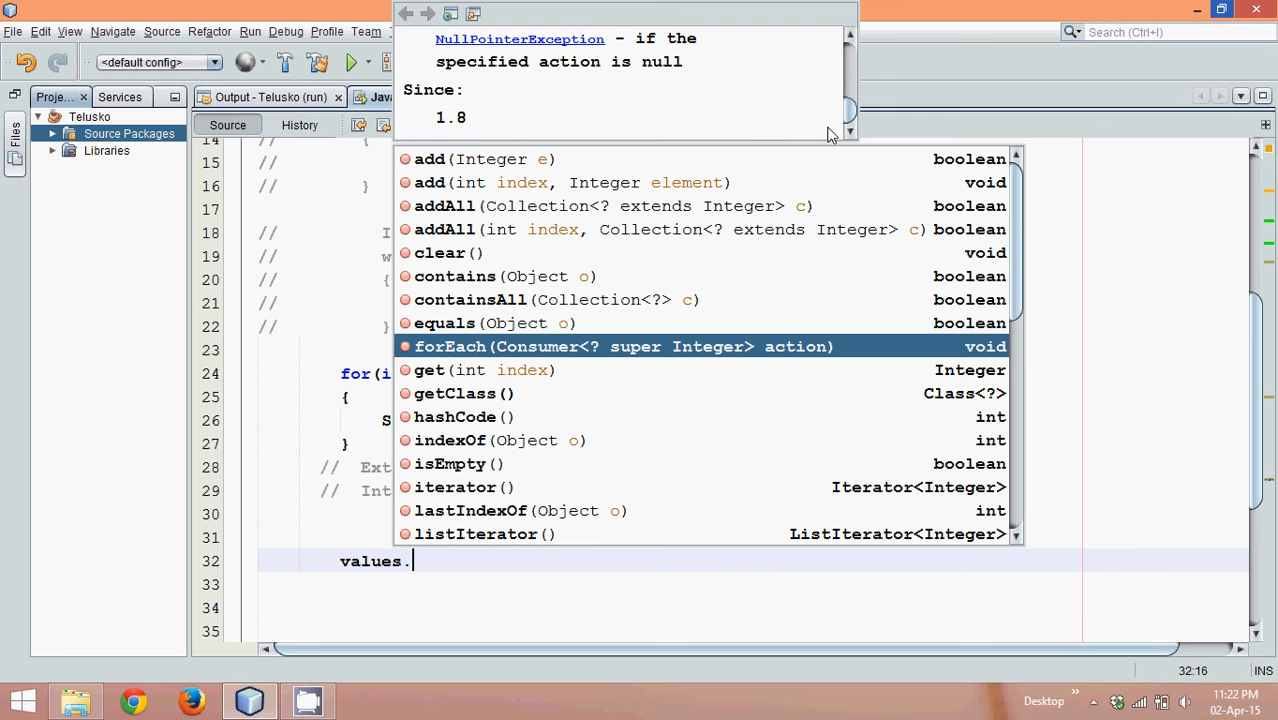 File Edit View Navigate Source Refactor Run Debug Profile Team
Search (Ctrl+I)
<default config>
NullPointerException - if the
specified action is null
Since:
1.8
Proje... × Services
Output - Telusko (run) ×
Source History
Files
Telusko
Source Packages
Libraries
14 // {
15 //
16 // }
17
18 // I
19 // w
20 // {
21 //
22 // }
23
24 for(i
25 {
26 S
27 }
28 // Ext
29 // Int
30
31
32 values.
33
34
35
add(Integer e) boolean
add(int index, Integer element) void
addAll(Collection<? extends Integer> c) boolean
addAll(int index, Collection<? extends Integer> c) boolean
clear() void
contains(Object o) boolean
containsAll(Collection<?> c) boolean
equals(Object o) boolean
forEach(Consumer<? super Integer> action) void
get(int index) Integer
getClass() Class<?>
hashCode() int
indexOf(Object o) int
isEmpty() boolean
iterator() Iterator<Integer>
lastIndexOf(Object o) int
listIterator() ListIterator<Integer>
32:16 INS
Desktop
11:22 PM
02-Apr-15